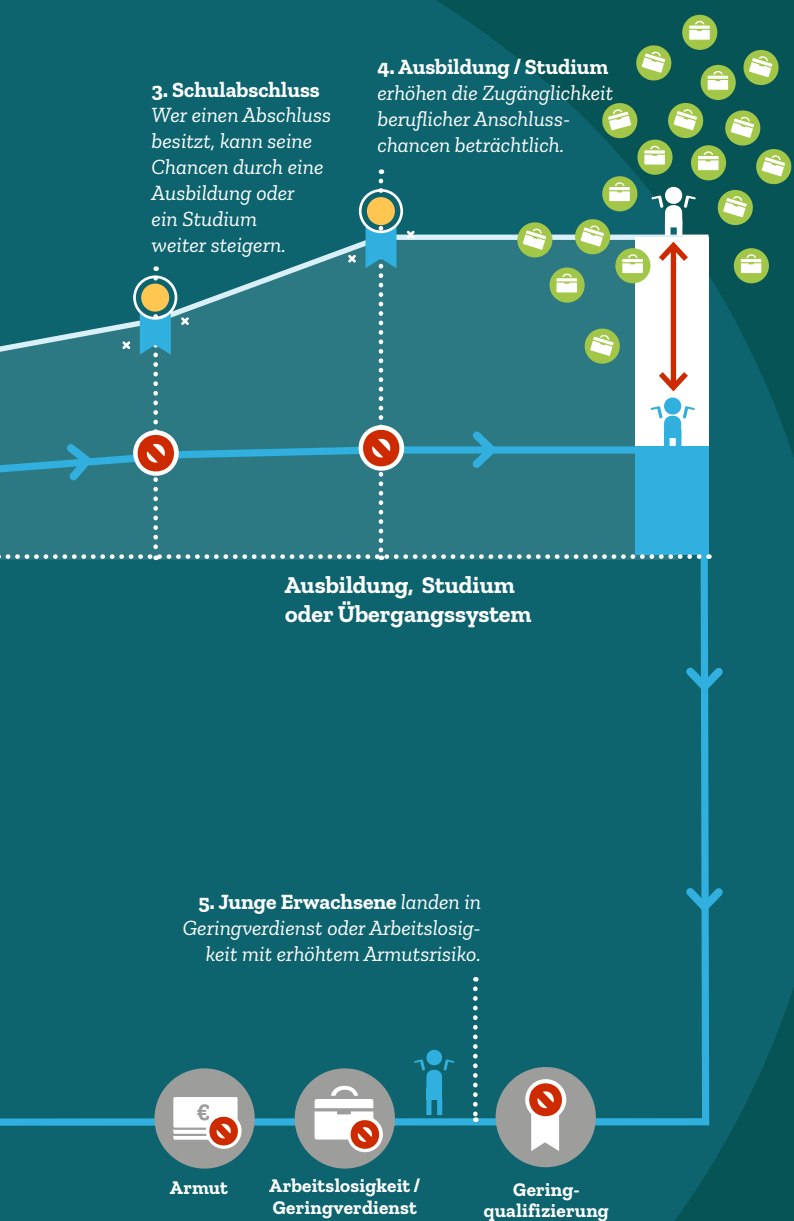 3. Schulabschluss
Wer einen Abschluss
besitzt, kann seine
Chancen durch eine
Ausbildung oder
ein Studium
weiter steigern.
4. Ausbildung / Studium
erhöhen die Zugänglichkeit
beruflicher Anschluss-
chancen beträchtlich.
Ausbildung, Studium
oder Übergangssystem
5. Junge Erwachsene landen in
Geringverdienst oder Arbeitslosig-
keit mit erhöhtem Armutsrisiko.
€
Armut
Arbeitslosigkeit /
Geringverdienst
Gering-
qualifizierung